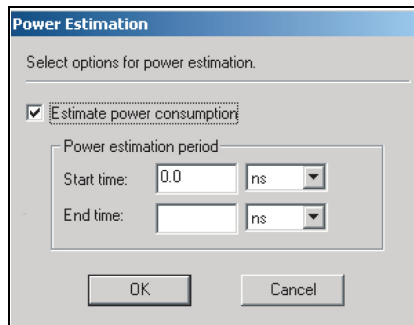 Power Estimation
Select options for power estimation.
Estimate power consumption
Power estimation period
Start time: 0.0 ns
End time: ns
OK Cancel